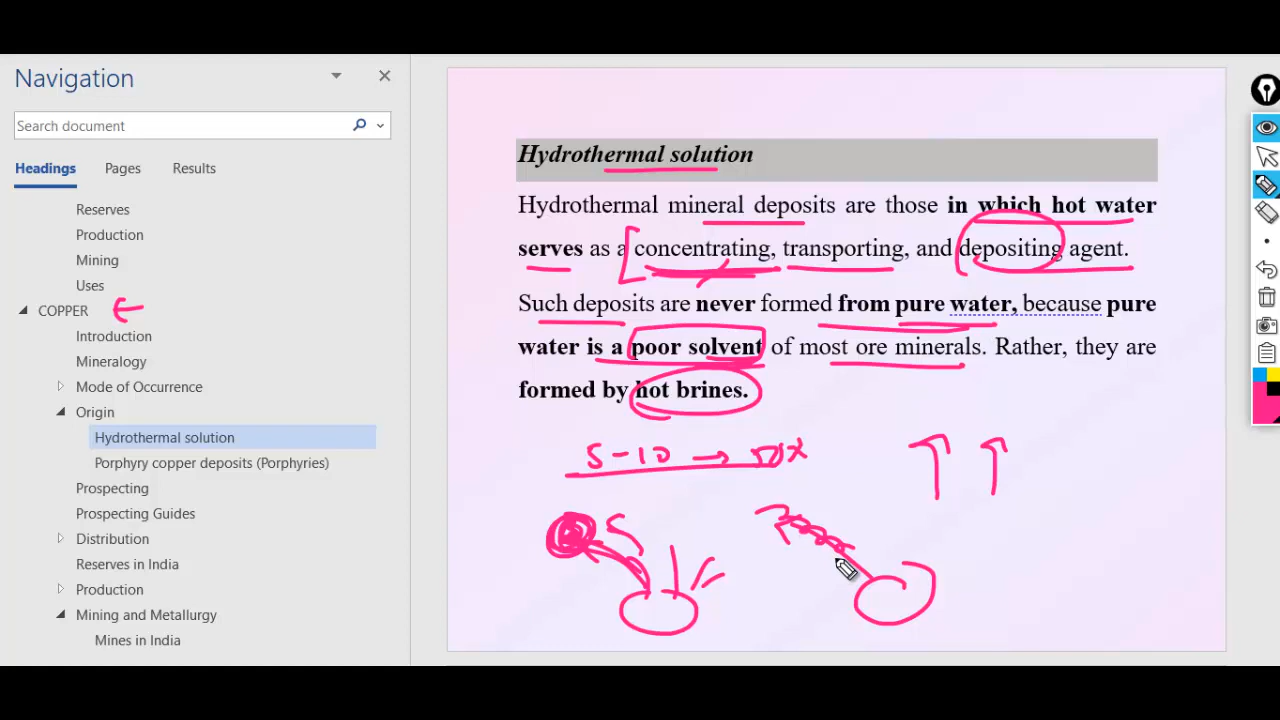 Navigation
Search document
Headings Pages Results
Reserves
Production
Mining
Uses
COPPER
Introduction
Mineralogy
Mode of Occurrence
Origin
Hydrothermal solution
Porphyry copper deposits (Porphyries)
Prospecting
Prospecting Guides
Distribution
Reserves in India
Production
Mining and Metallurgy
Mines in India
Hydrothermal solution
Hydrothermal mineral deposits are those in which hot water
serves as a concentrating, transporting, and depositing agent.
Such deposits are never formed from pure water, because pure
water is a poor solvent of most ore minerals. Rather, they are
formed by hot brines.
5-10 →